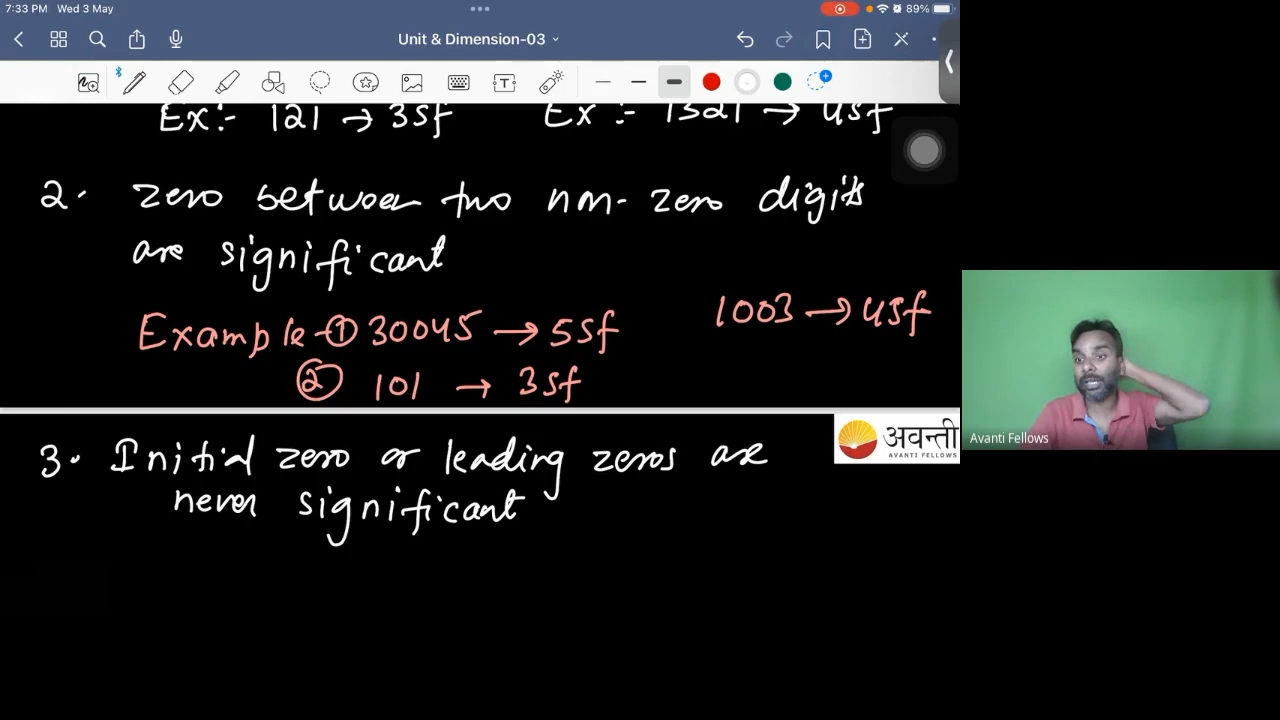 7:33 PM Wed 3 May
89%
Unit & Dimension-03
Ex:- 121 → 3sf Ex :- 1321 → 4sf
2. zero between two non-zero digits
are significant
Example - ① 30045 → 5sf 1003 → 4sf
② 101 → 3sf
3. Initial zero or leading zeros are
never significant
अवन्ती
AVANTI FELLOWS
Avanti Fellows